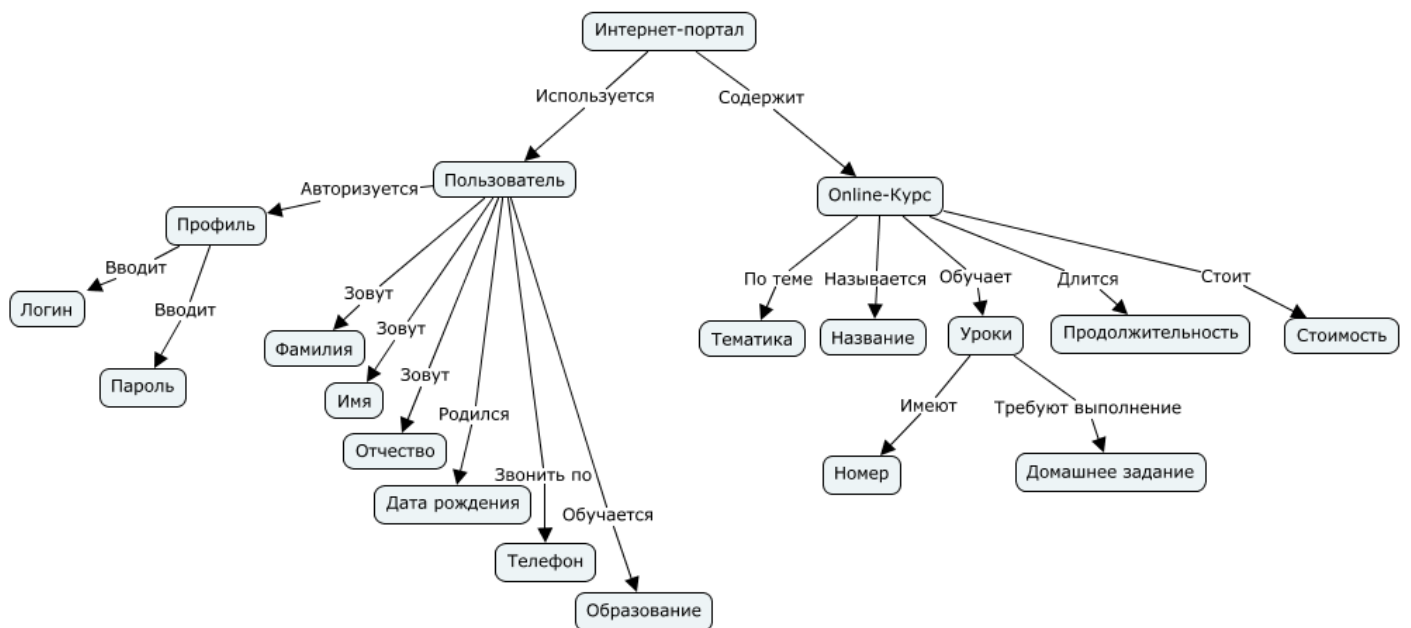 Интернет-портал
Используется
Содержит
Пользователь
Online-Курс
Авторизуется
Профиль
Вводит
Логин
Вводит
Пароль
Зовут
Фамилия
Зовут
Имя
Зовут
Отчество
Родился
Дата рождения
Звонить по
Телефон
Обучается
Образование
По теме
Тематика
Называется
Название
Обучает
Уроки
Длится
Продолжительность
Стоит
Стоимость
Имеют
Номер
Требуют выполнение
Домашнее задание